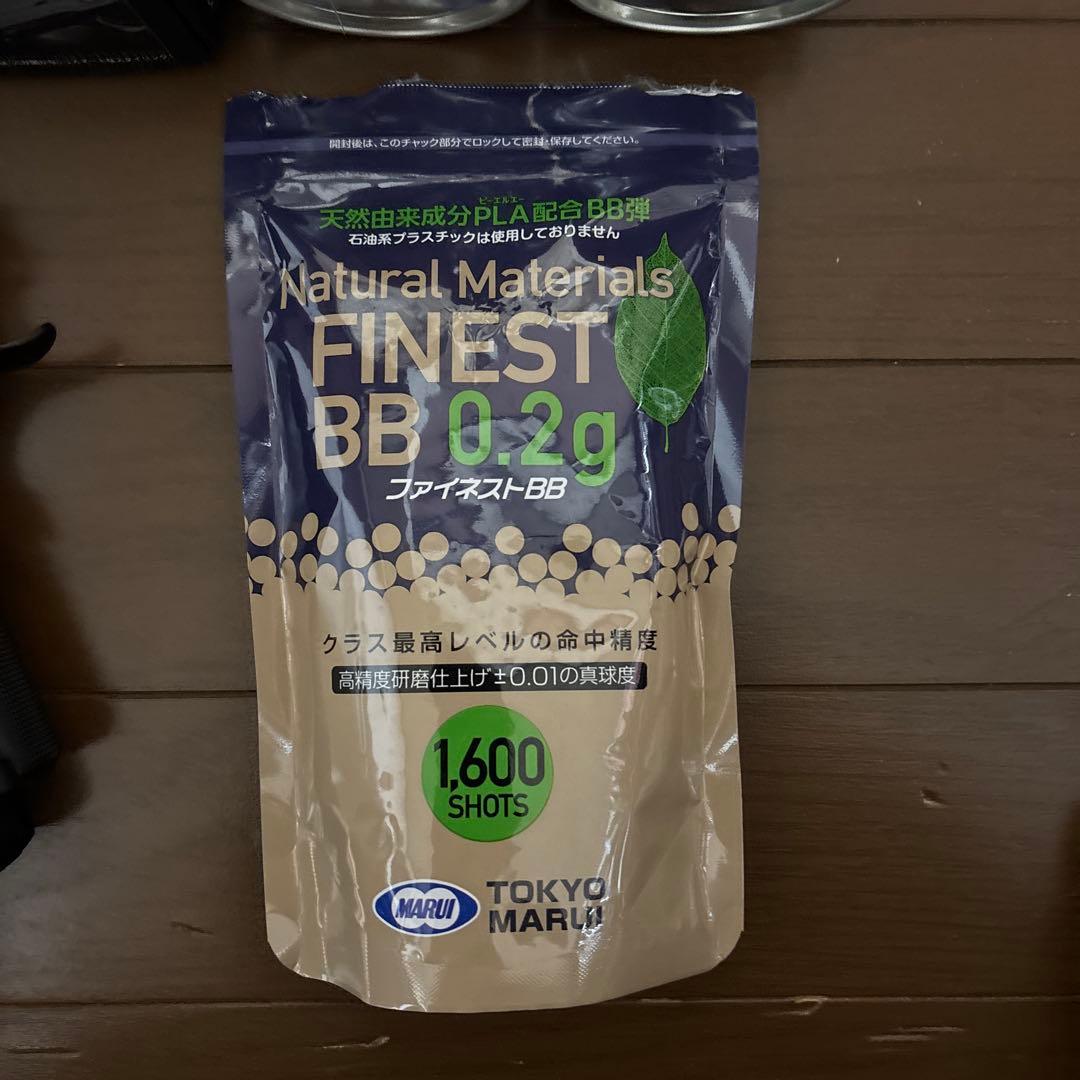 開封後は、このチャック部分でロックして密封・保存してください。
ピーエルエー
天然由来成分PLA配合BB弾
石油系プラスチックは使用しておりません
Natural Materials
FINEST
BB 0.2g
ファイネストBB
クラス最高レベルの命中精度
高精度研磨仕上げ±0.01の真球度
1,600
SHOTS
MARUI
TOKYO
MARUI